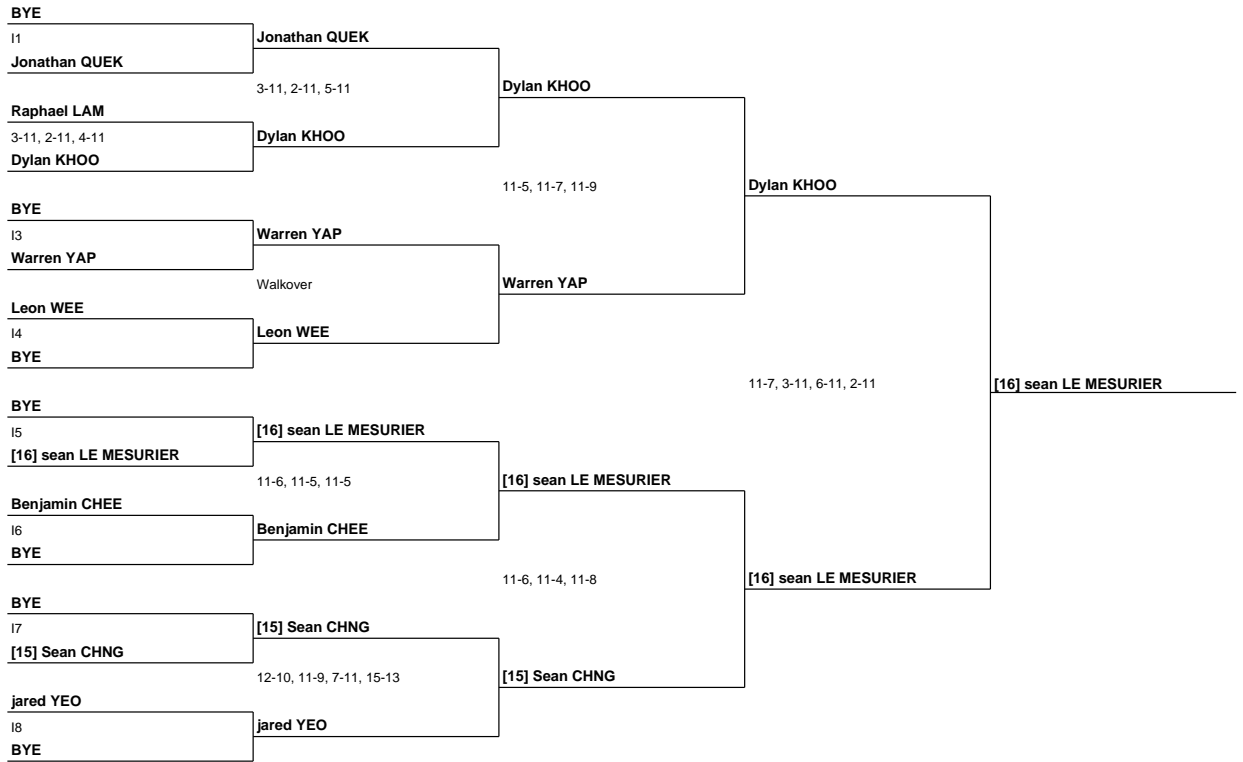 BYE
I1
Jonathan QUEK
Raphael LAM
3-11, 2-11, 4-11
Dylan KHOO
BYE
I3
Warren YAP
Leon WEE
I4
BYE
BYE
I5
[16] sean LE MESURIER
Benjamin CHEE
I6
BYE
BYE
I7
[15] Sean CHNG
jared YEO
I8
BYE
Jonathan QUEK
3-11, 2-11, 5-11
Dylan KHOO
Warren YAP
Walkover
Leon WEE
[16] sean LE MESURIER
11-6, 11-5, 11-5
Benjamin CHEE
[15] Sean CHNG
12-10, 11-9, 7-11, 15-13
jared YEO
Dylan KHOO
11-5, 11-7, 11-9
Warren YAP
[16] sean LE MESURIER
11-6, 11-4, 11-8
[15] Sean CHNG
Dylan KHOO
11-7, 3-11, 6-11, 2-11
[16] sean LE MESURIER
[16] sean LE MESURIER